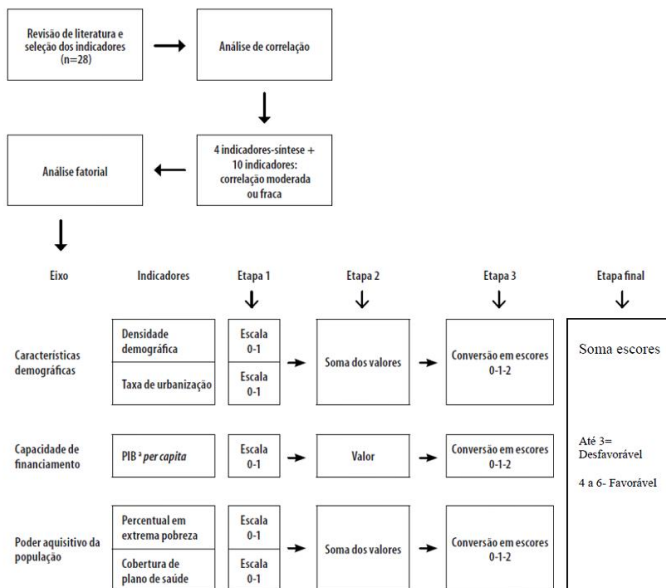 Revisão de literatura e
seleção dos indicadores
(n=28)
Análise de correlação
Análise fatorial
4 indicadores-síntese +
10 indicadores:
correlação moderada
ou fraca
Eixo
Indicadores
Etapa 1
Etapa 2
Etapa 3
Etapa final
Características
demográficas
Densidade
demográfica
Escala
0-1
Taxa de urbanização
Escala
0-1
Soma dos valores
Conversão em escores
0-1-2
Soma escores
Capacidade de
financiamento
PIB ª per capita
Escala
0-1
Valor
Conversão em escores
0-1-2
Até 3=
Desfavorável
4 a 6- Favorável
Poder aquisitivo da
população
Percentual em
extrema pobreza
Escala
0-1
Cobertura de
plano de saúde
Escala
0-1
Soma dos valores
Conversão em escores
0-1-2